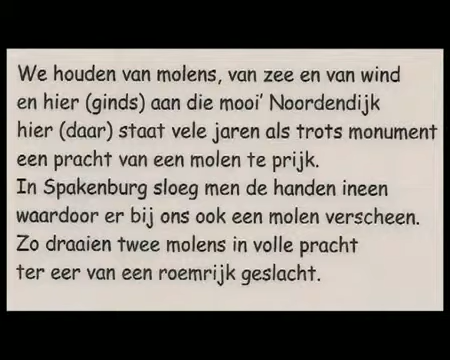 We houden van molens, van zee en van wind
en hier (ginds) aan die mooi' Noordendijk
hier (daar) staat vele jaren als trots monument
een pracht van een molen te prijk.
In Spakenburg sloeg men de handen ineen
waardoor er bij ons ook een molen verscheen.
Zo draaien twee molens in volle pracht
ter eer van een roemrijk geslacht.